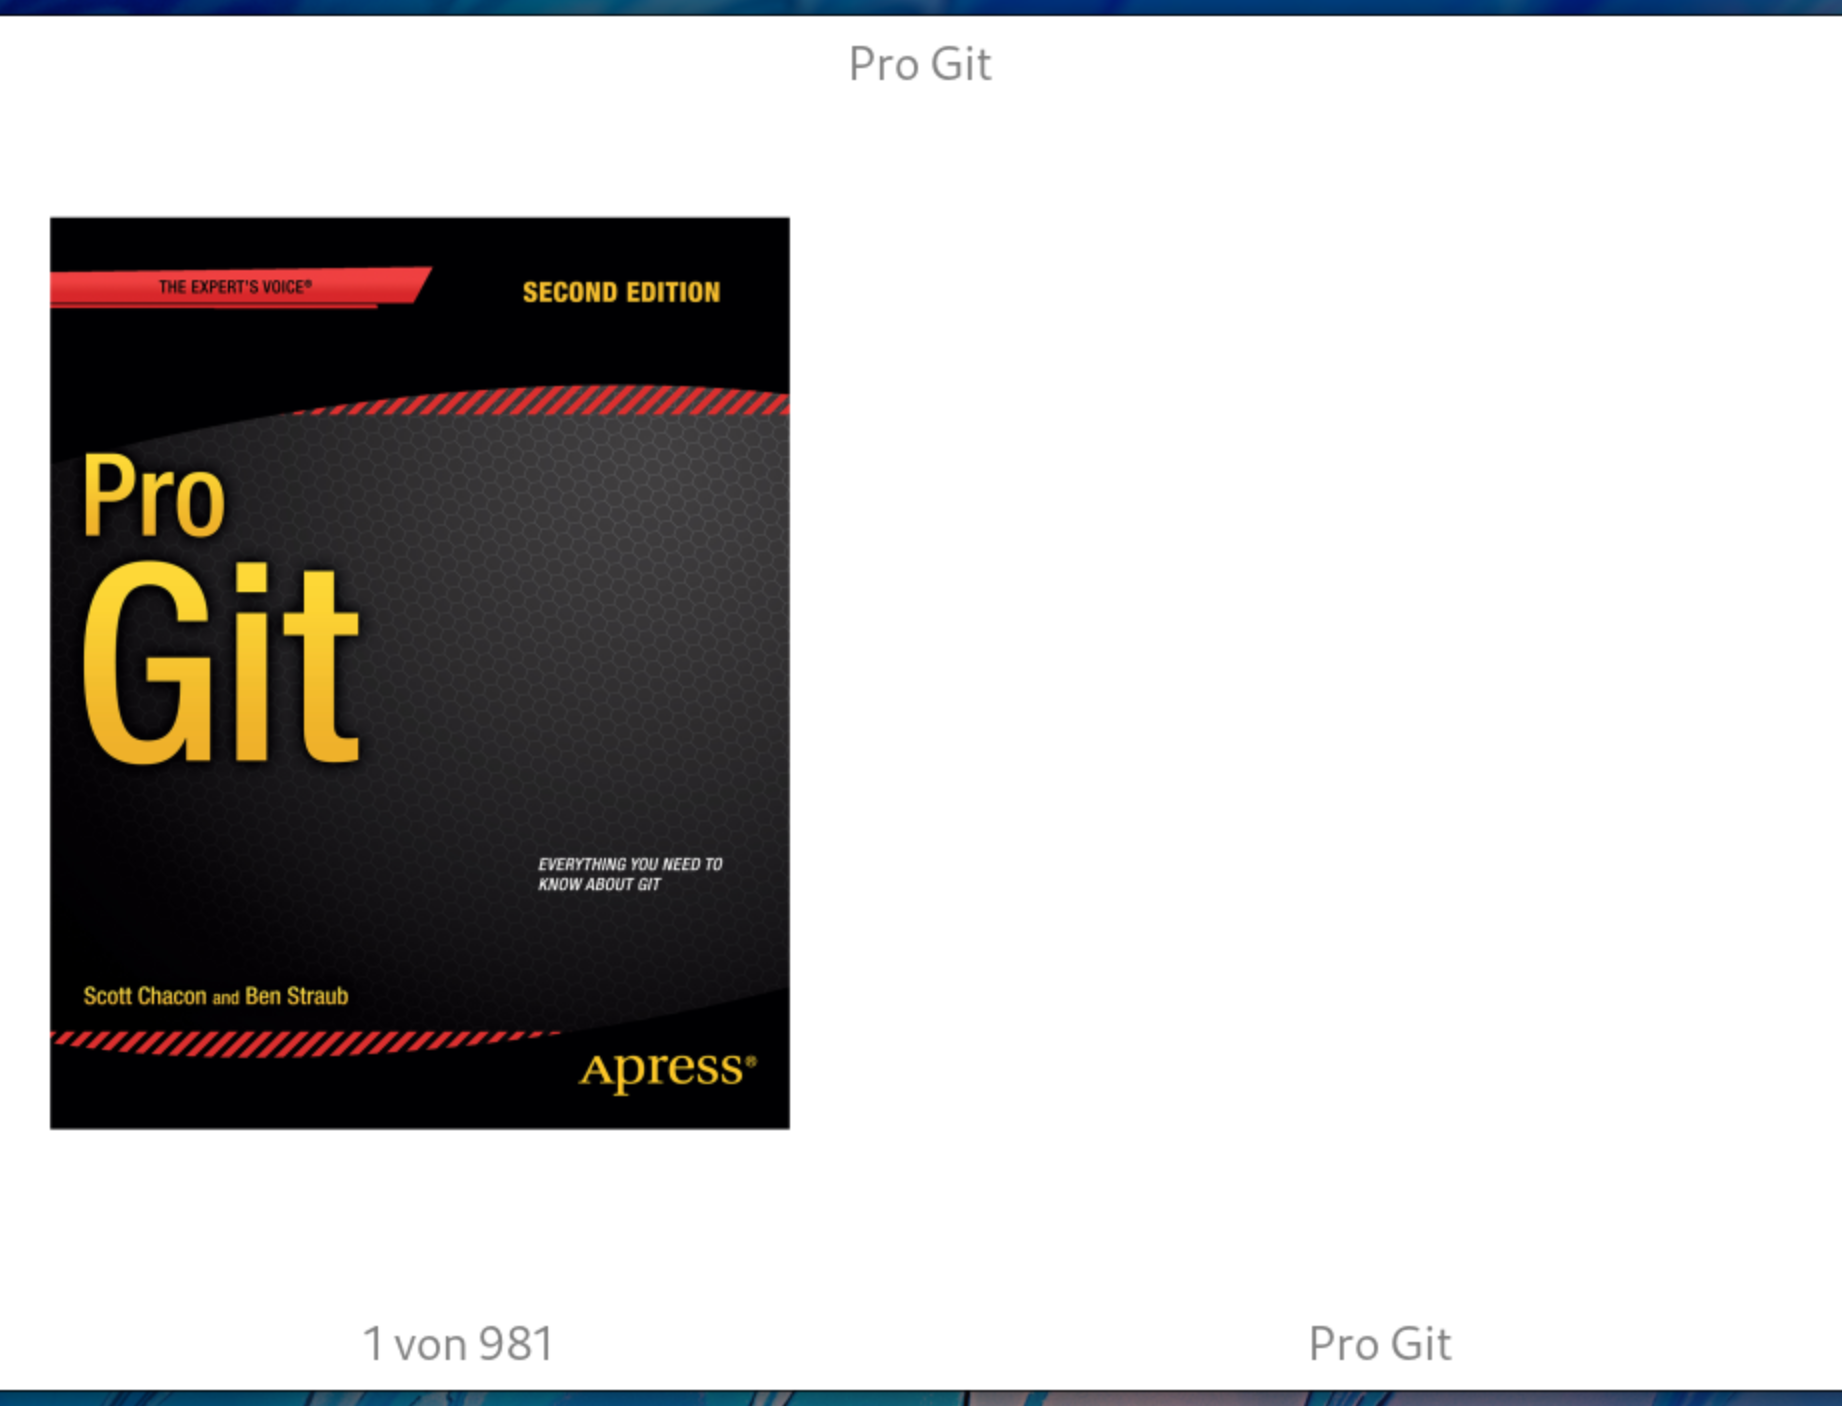 Pro Git
THE EXPERT'S VOICE®
SECOND EDITION
Pro
Git
EVERYTHING YOU NEED TO
KNOW ABOUT GIT
Scott Chacon and Ben Straub
Apress®
1 von 981
Pro Git